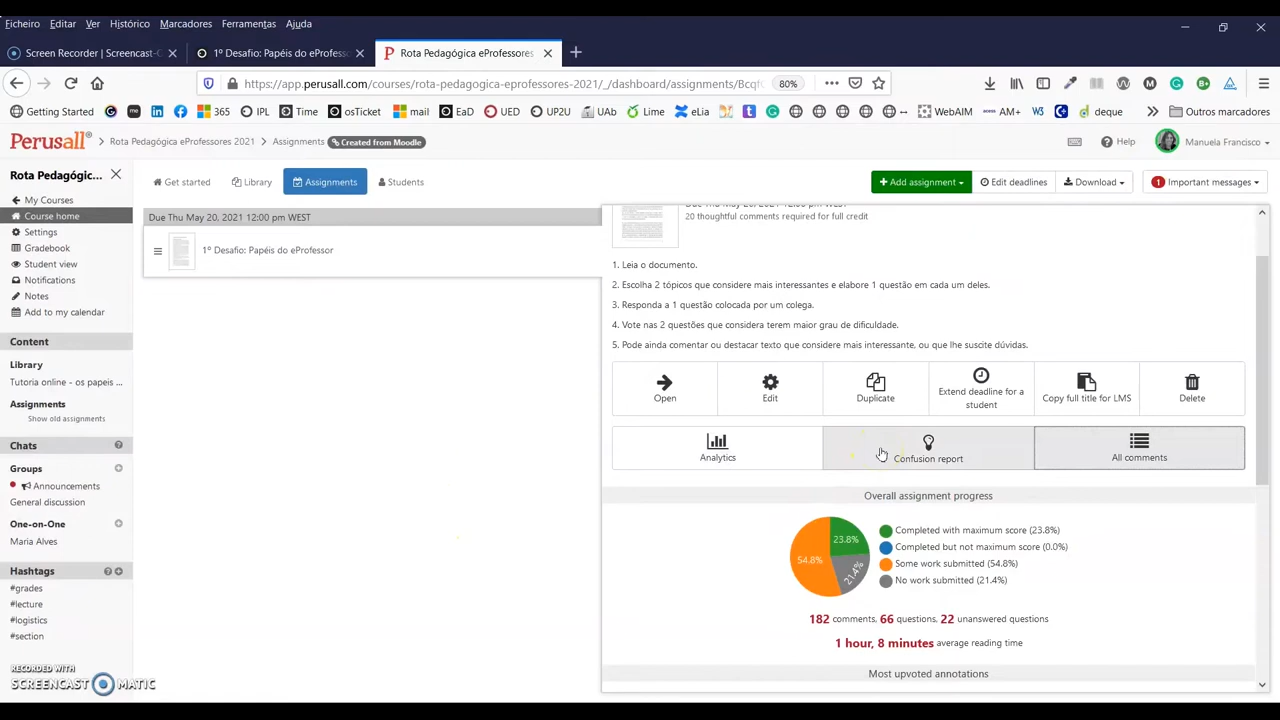 Ficheiro Editar Ver Histórico Marcadores Ferramentas Ajuda
Screen Recorder | Screencast-O
1º Desafio: Papéis do eProfesso
Rota Pedagógica eProfessores
https://app.perusall.com/courses/rota-pedagogica-eprofessores-2021/_/dashboard/assignments/Bcqf
80%
Getting Started
365
IPL
Time
osTicket
mail
EaD
UED
UP2U
UAb
Lime
eLia
WebAIM
AM+
deque
Outros marcadores
Perusall® > Rota Pedagógica eProfessores 2021 > Assignments Created from Moodle
Help
Manuela Francisco
Rota Pedagógic...
My Courses
Course home
Settings
Gradebook
Student view
Notifications
Notes
Add to my calendar
Content
Library
Tutoria online - os papeis ...
Assignments
Show old assignments
Chats
Groups
Announcements
General discussion
One-on-One
Maria Alves
Hashtags
#grades
#lecture
#logistics
#section
RECORDED WITH
SCREENCAST MATIC
Get started
Library
Assignments
Students
Add assignment
Edit deadlines
Download
1 Important messages
Due Thu May 20, 2021 12:00 pm WEST
1º Desafio: Papéis do eProfessor
20 thoughtful comments required for full credit
1. Leia o documento.
2. Escolha 2 tópicos que considere mais interessantes e elabore 1 questão em cada um deles.
3. Responda a 1 questão colocada por um colega.
4. Vote nas 2 questões que considera terem maior grau de dificuldade.
5. Pode ainda comentar ou destacar texto que considere mais interessante, ou que lhe suscite dúvidas.
Open
Edit
Duplicate
Extend deadline for a
student
Copy full title for LMS
Delete
Analytics
Confusion report
All comments
Overall assignment progress
23.8%
54.8%
21.4%
Completed with maximum score (23.8%)
Completed but not maximum score (0.0%)
Some work submitted (54.8%)
No work submitted (21.4%)
182 comments, 66 questions, 22 unanswered questions
1 hour, 8 minutes average reading time
Most upvoted annotations